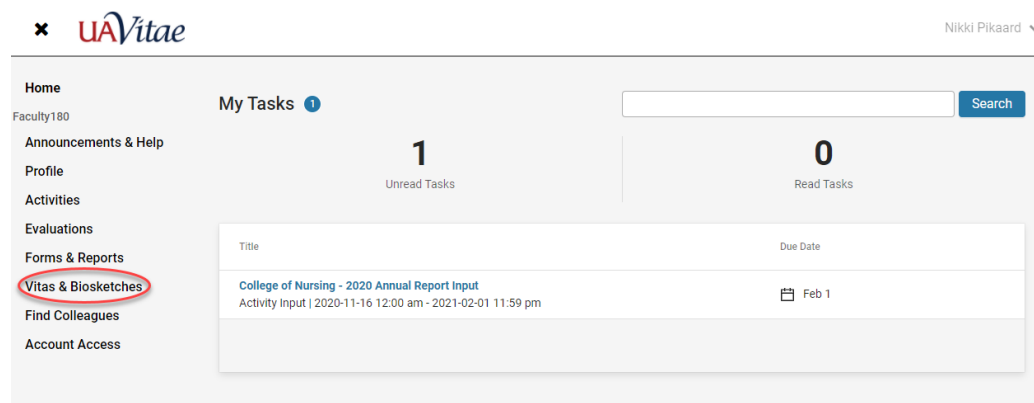 UAVitae
Nikki Pikaard
Home
Faculty180
Announcements & Help
Profile
Activities
Evaluations
Forms & Reports
Vitas & Biosketches
Find Colleagues
Account Access
My Tasks 1
Search
1
Unread Tasks
0
Read Tasks
Title
Due Date
College of Nursing - 2020 Annual Report Input
Activity Input | 2020-11-16 12:00 am - 2021-02-01 11:59 pm
Feb 1